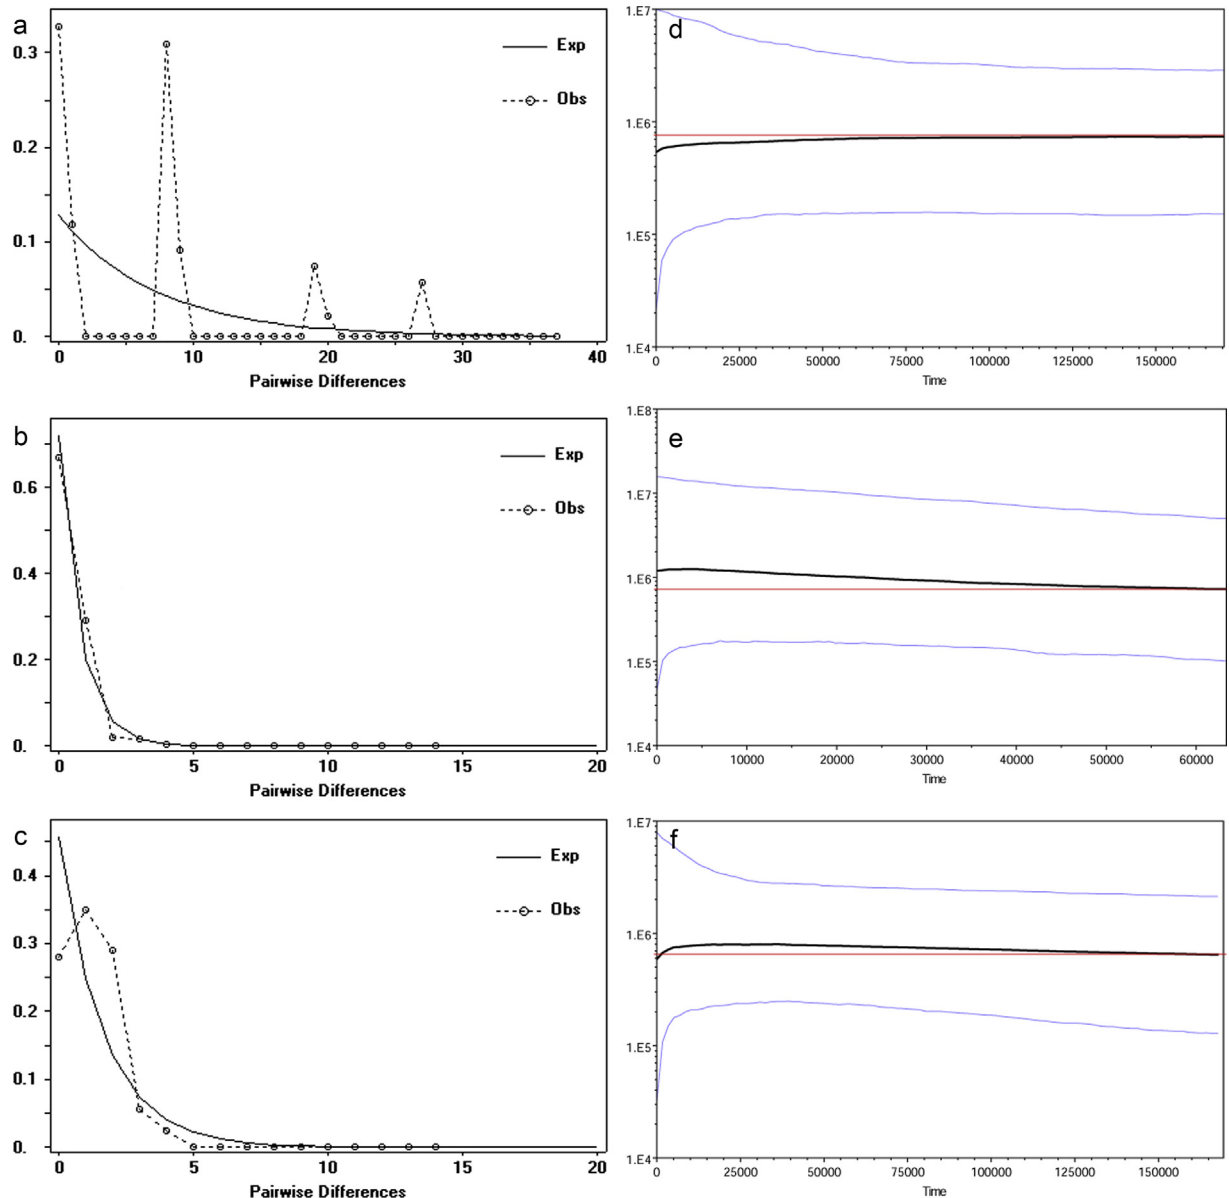 a
0.3
0.2
0.1
0.
Exp
Obs
0 10 20 30 40
Pairwise Differences
d
1.E7
1.E6
1.E5
1.E4
0 25000 50000 75000 100000 125000 150000
Time
b
0.6
0.4
0.2
0.
Exp
Obs
0 5 10 15 20
Pairwise Differences
e
1.E8
1.E7
1.E6
1.E5
1.E4
0 10000 20000 30000 40000 50000 60000
Time
c
0.4
0.3
0.2
0.1
0.
Exp
Obs
0 5 10 15 20
Pairwise Differences
f
1.E7
1.E6
1.E5
1.E4
0 25000 50000 75000 100000 125000 150000
Time